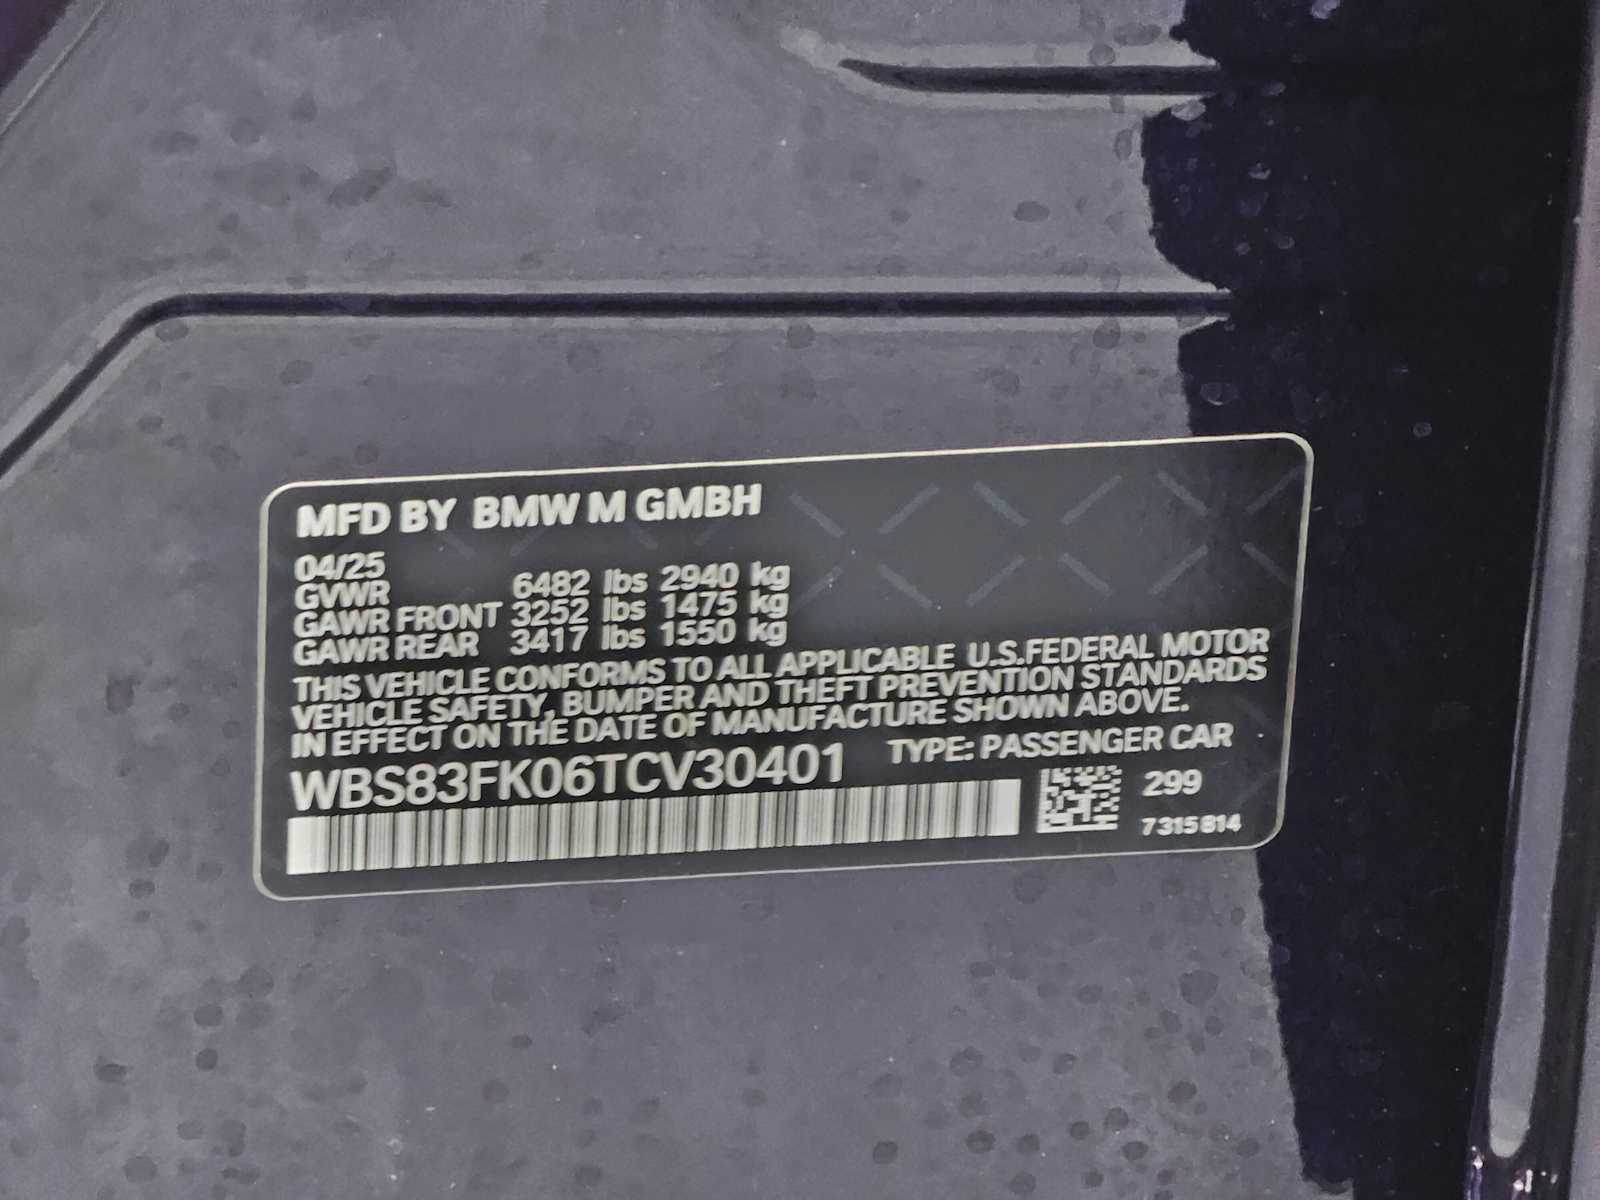 MFD BY BMW M GMBH
04/25
GVWR 6482 lbs 2940 kg
GAWR FRONT 3252 lbs 1475 kg
GAWR REAR 3417 lbs 1550 kg
THIS VEHICLE CONFORMS TO ALL APPLICABLE U.S.FEDERAL MOTOR
VEHICLE SAFETY, BUMPER AND THEFT PREVENTION STANDARDS
IN EFFECT ON THE DATE OF MANUFACTURE SHOWN ABOVE.
WBS83FK06TCV30401 TYPE: PASSENGER CAR
299
7315814